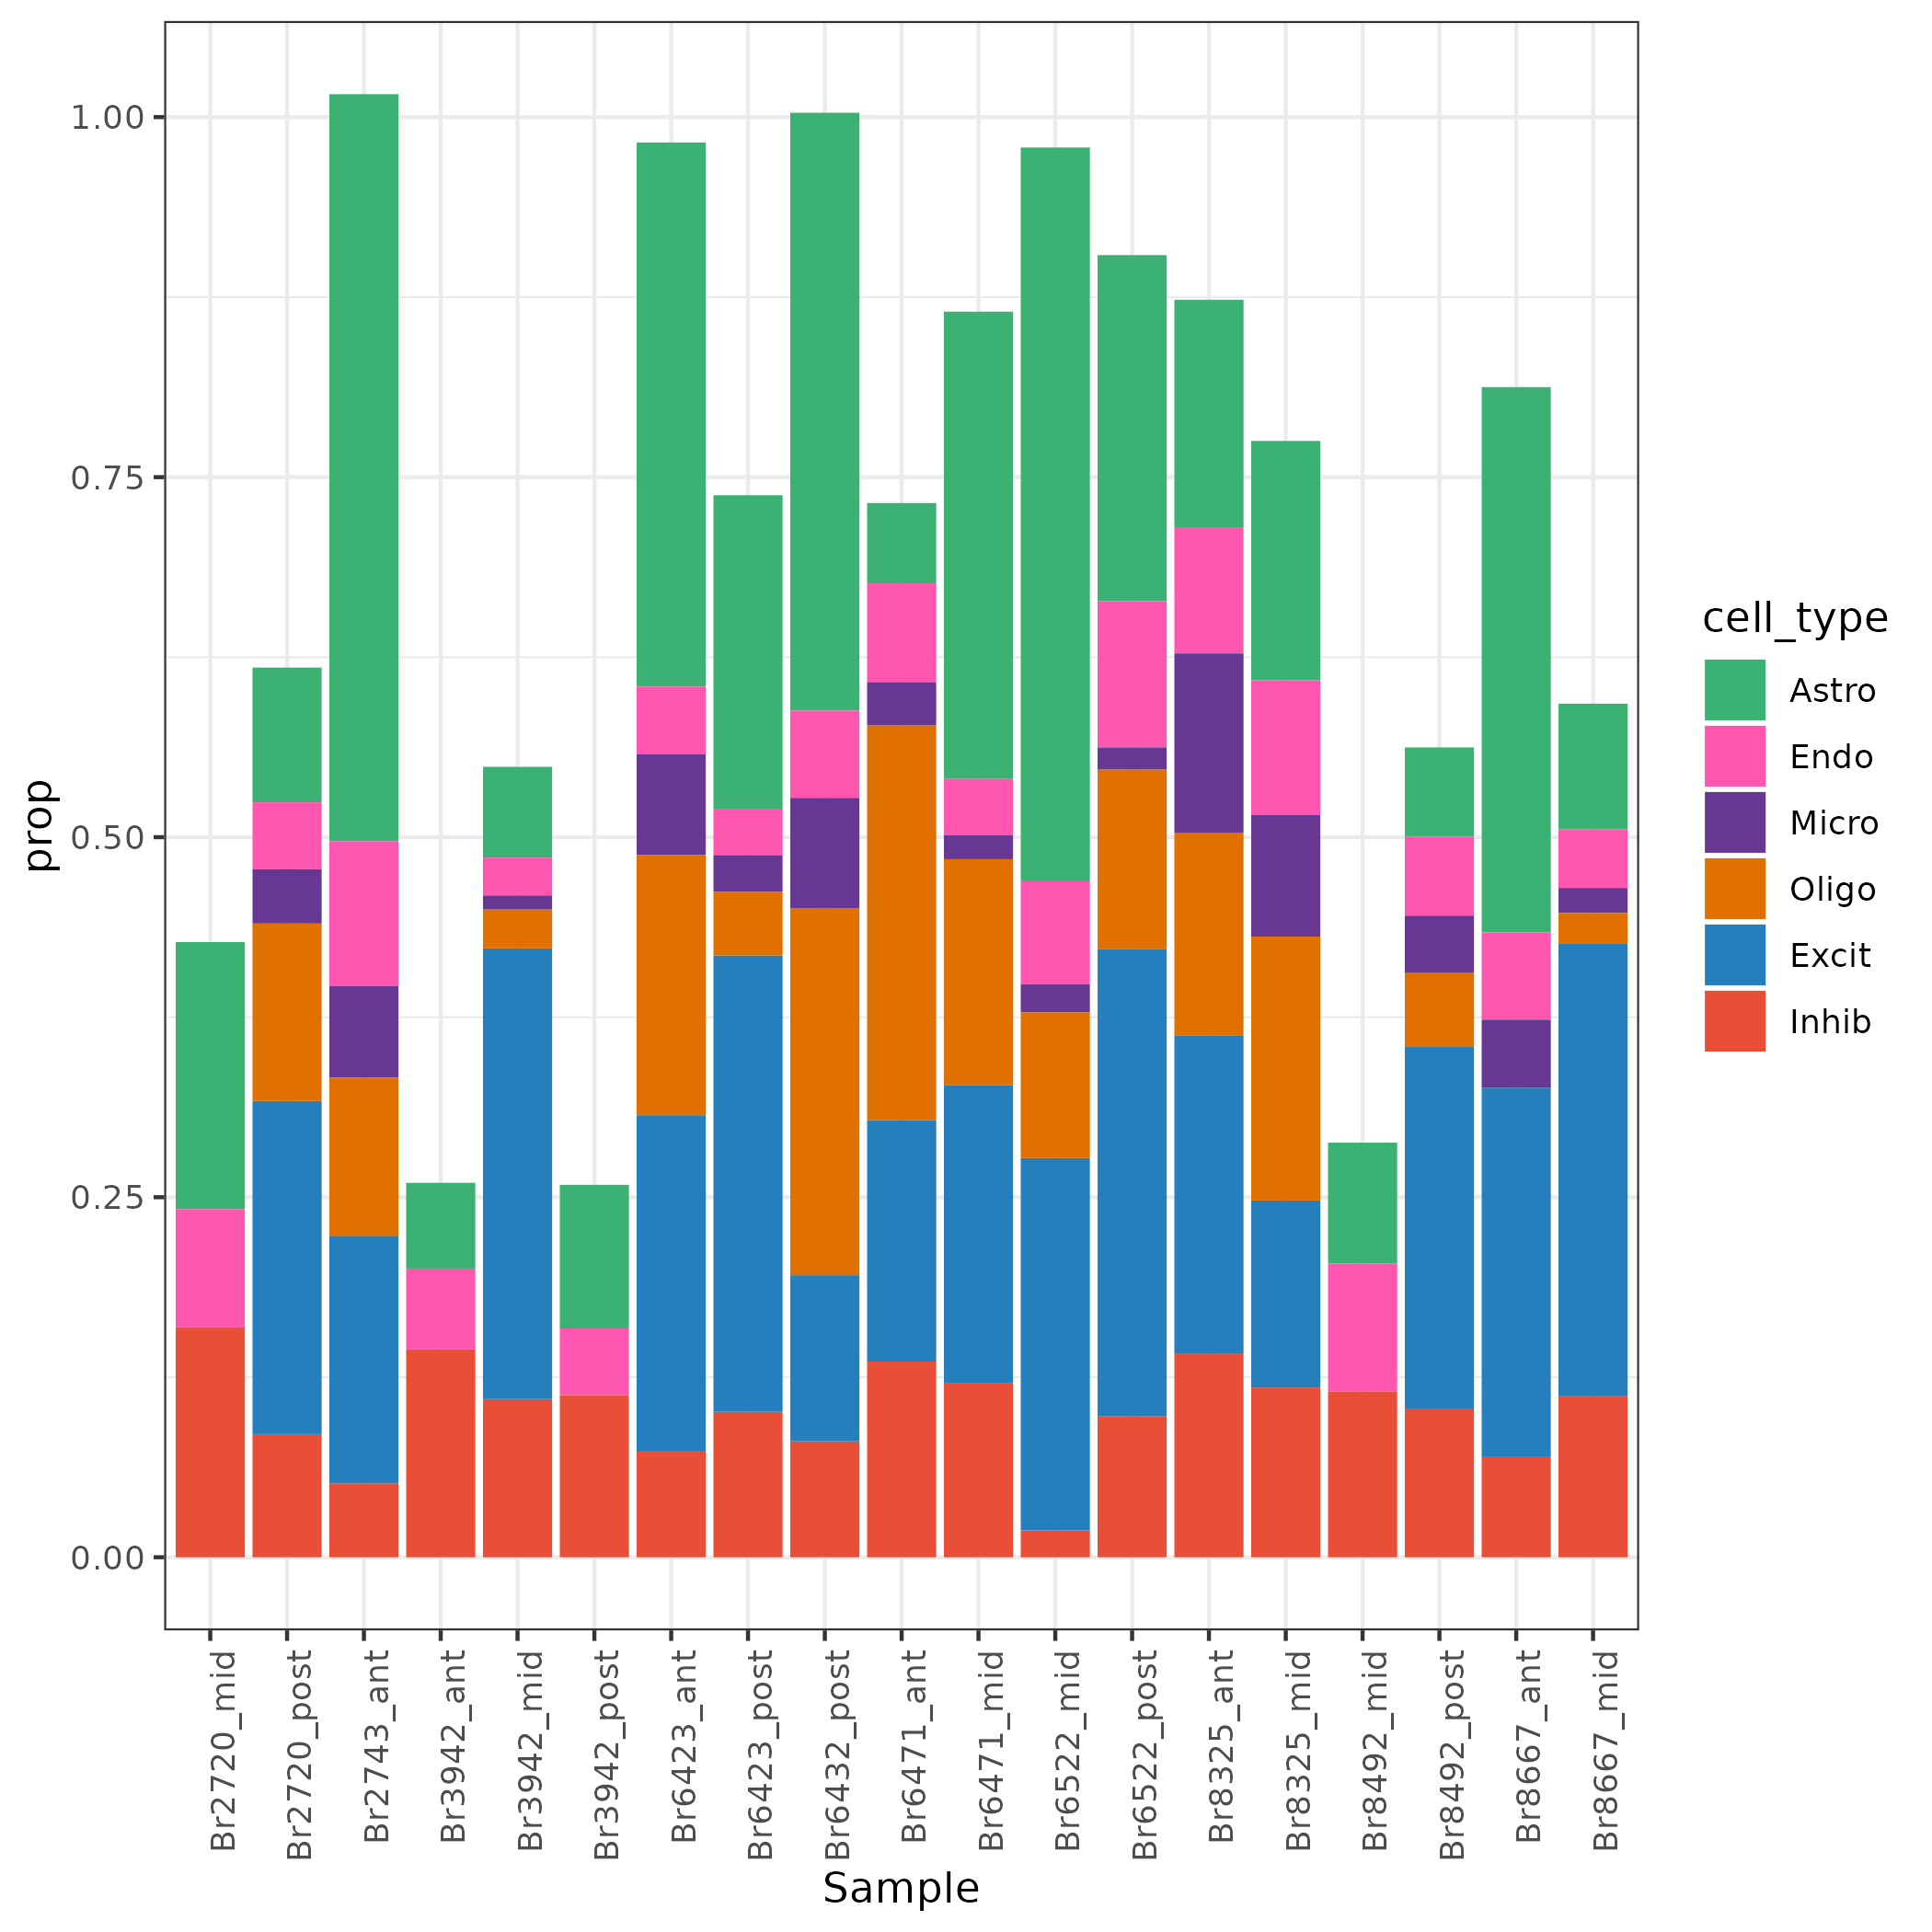 1.00
0.75
0.50
0.25
0.00
prop
Br2720_mid
Br2720_post
Br2743_ant
Br3942_ant
Br3942_mid
Br3942_post
Br6423_ant
Br6423_post
Br6432_post
Br6471_ant
Br6471_mid
Br6522_mid
Br6522_post
Br8325_ant
Br8325_mid
Br8492_mid
Br8492_post
Br8667_ant
Br8667_mid
Sample
cell_type
Astro
Endo
Micro
Oligo
Excit
Inhib